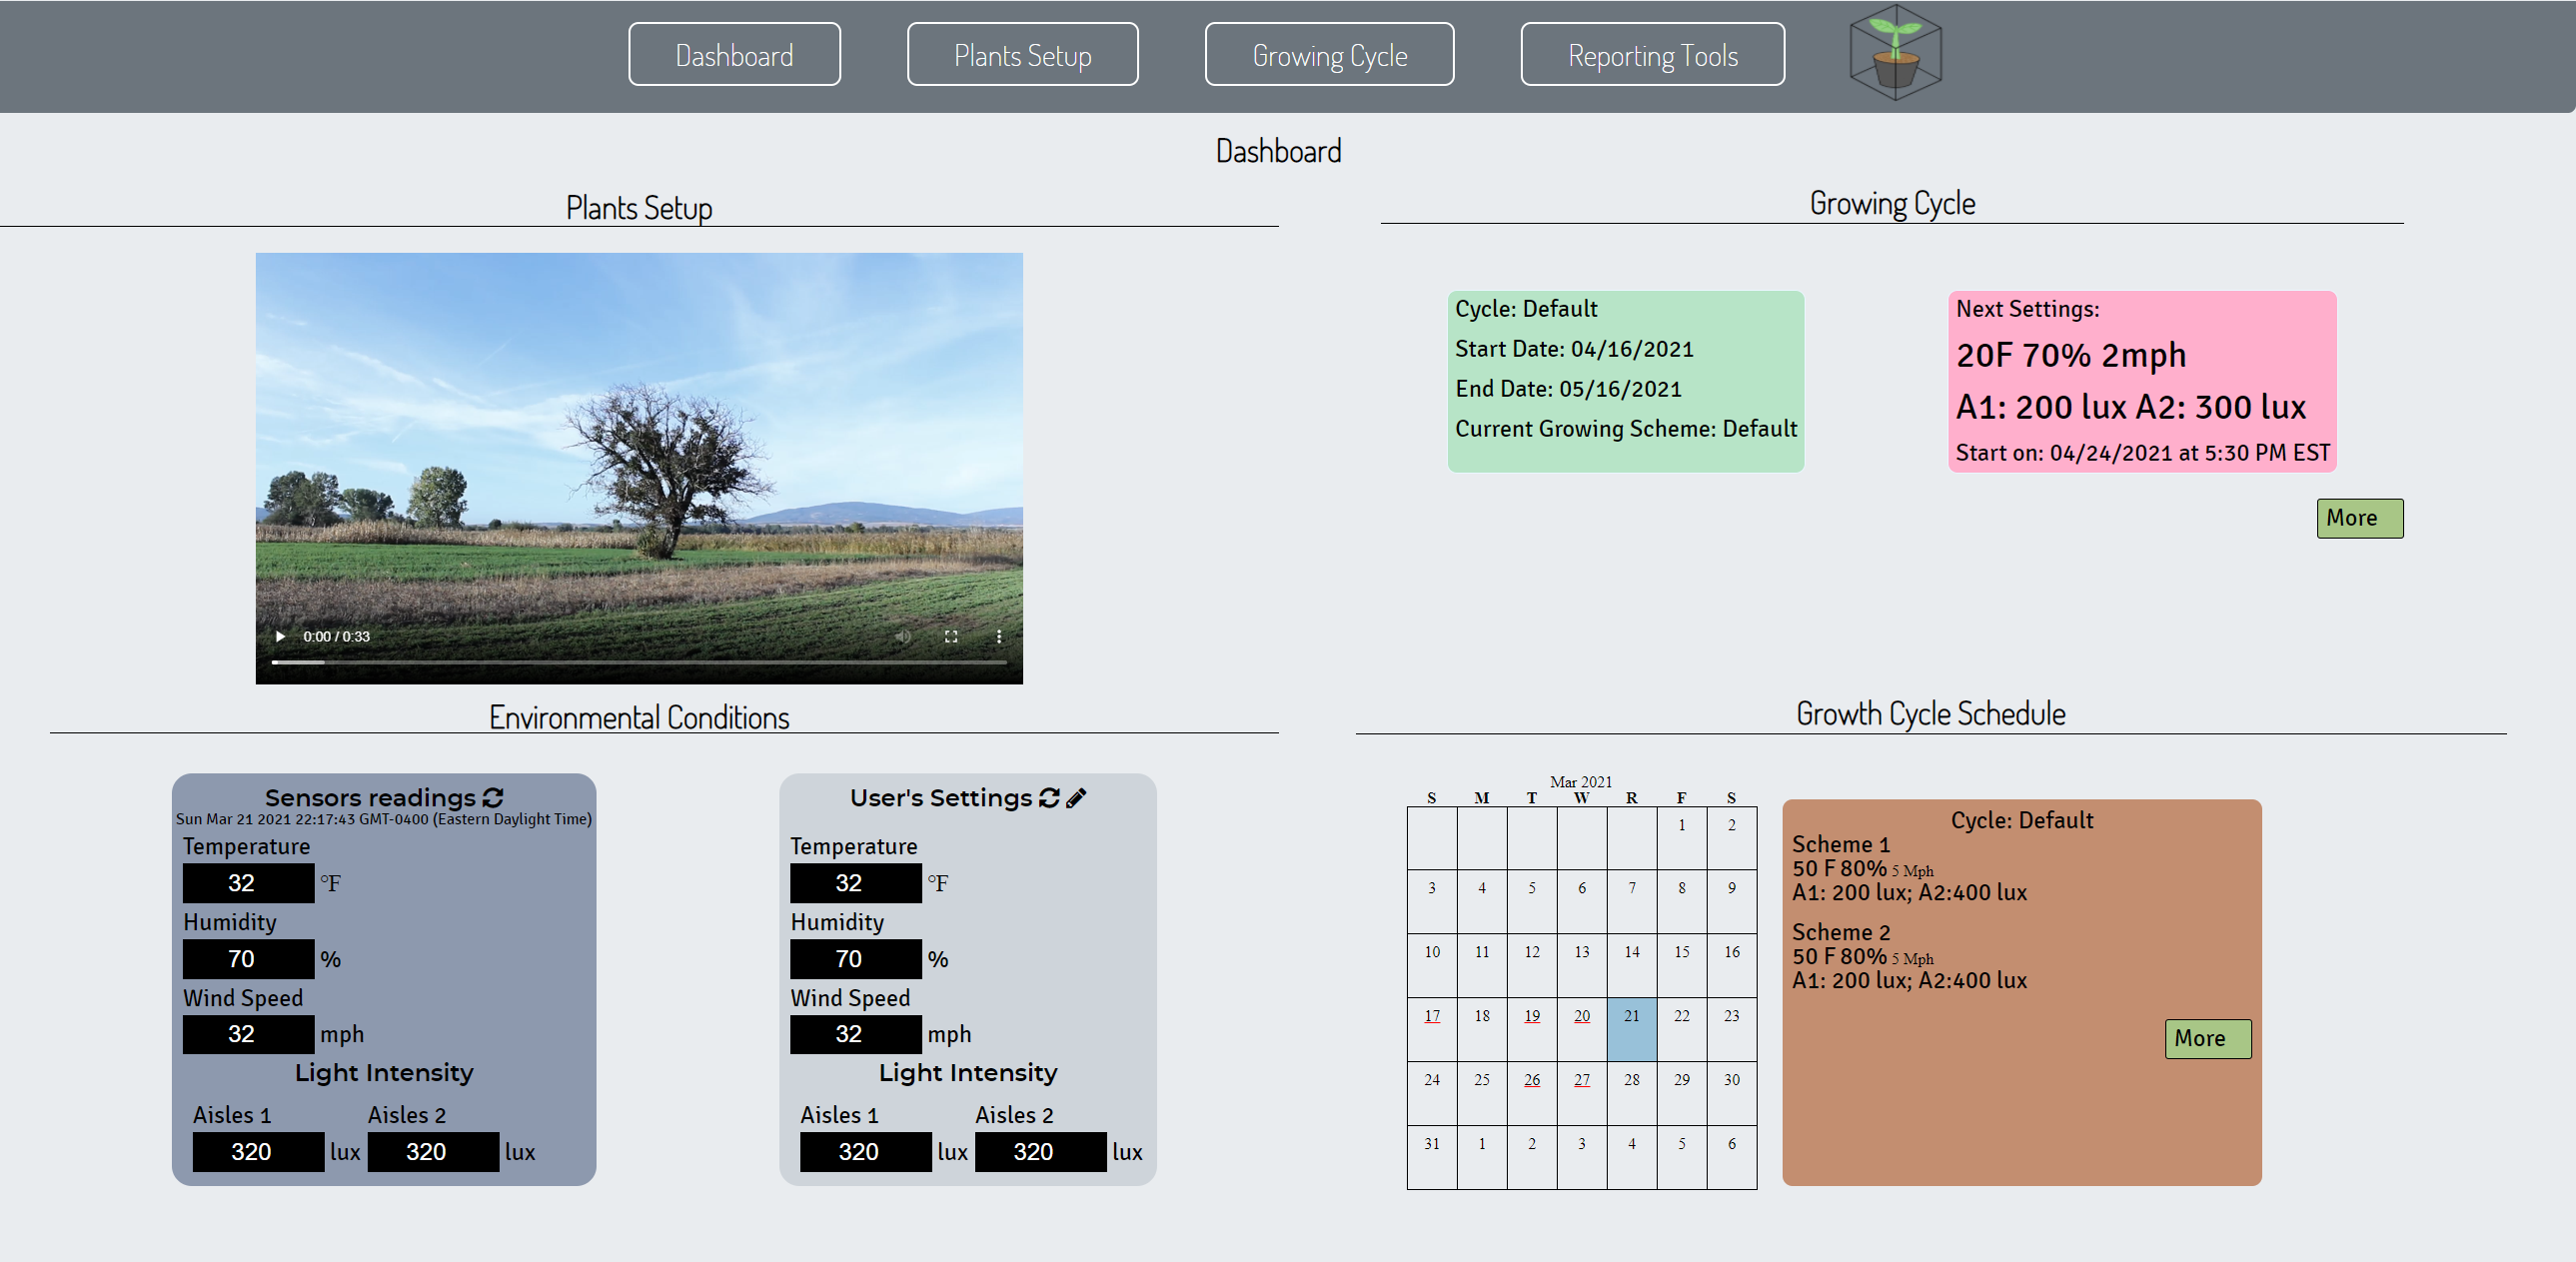 Dashboard Plants Setup Growing Cycle Reporting Tools
Dashboard
Plants Setup
0:00 / 0:33
Growing Cycle
Cycle: Default
Start Date: 04/16/2021
End Date: 05/16/2021
Current Growing Scheme: Default
Next Settings:
20F 70% 2mph
A1: 200 lux A2: 300 lux
Start on: 04/24/2021 at 5:30 PM EST
More
Environmental Conditions
Sensors readings
Sun Mar 21 2021 22:17:43 GMT-0400 (Eastern Daylight Time)
Temperature
32 °F
Humidity
70 %
Wind Speed
32 mph
Light Intensity
Aisles 1 Aisles 2
320 lux 320 lux
User's Settings
Temperature
32 °F
Humidity
70 %
Wind Speed
32 mph
Light Intensity
Aisles 1 Aisles 2
320 lux 320 lux
Growth Cycle Schedule
Mar 2021
S M T W R F S
1 2
3 4 5 6 7 8 9
10 11 12 13 14 15 16
17 18 19 20 21 22 23
24 25 26 27 28 29 30
31 1 2 3 4 5 6
Cycle: Default
Scheme 1
50 F 80% 5 Mph
A1: 200 lux; A2:400 lux
Scheme 2
50 F 80% 5 Mph
A1: 200 lux; A2:400 lux
More